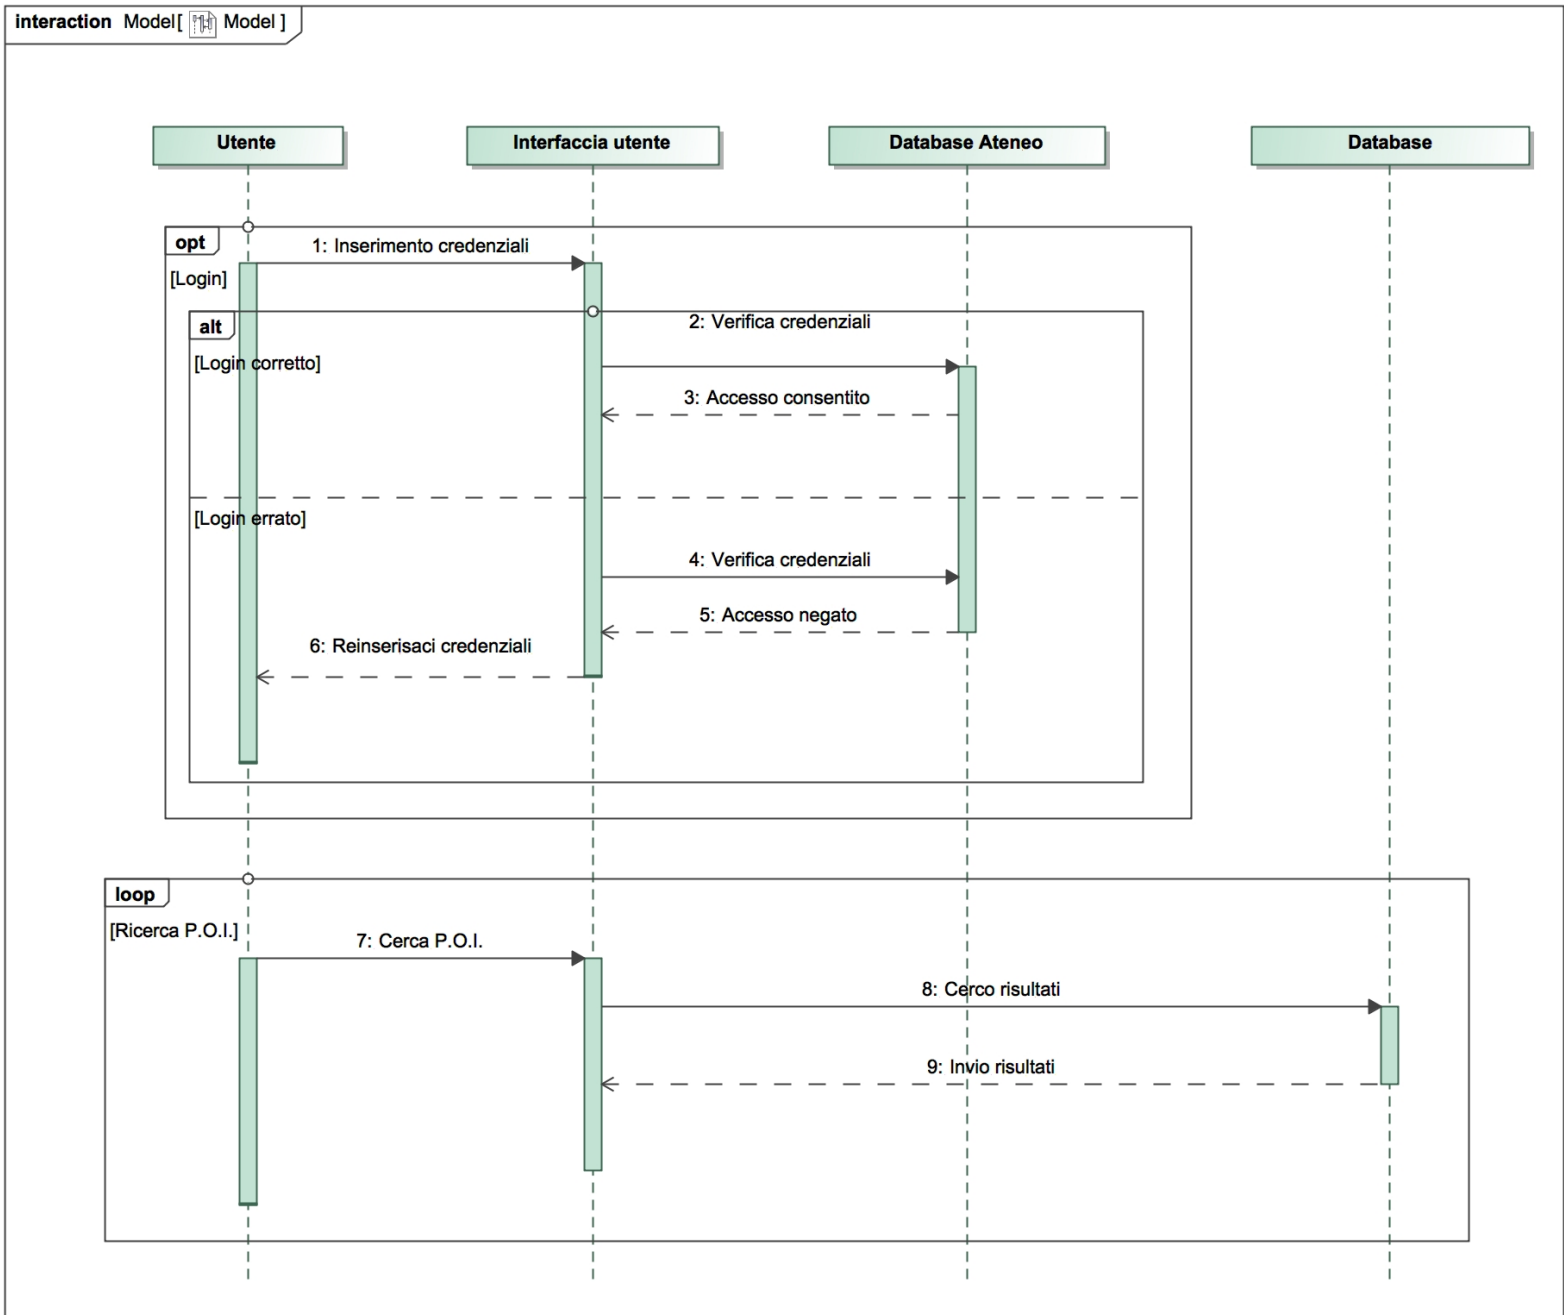 interaction Model[ Model ]
Utente
Interfaccia utente
Database Ateneo
Database
opt
1: Inserimento credenziali
[Login]
alt
2: Verifica credenziali
[Login corretto]
3: Accesso consentito
[Login errato]
4: Verifica credenziali
5: Accesso negato
6: Reinserisaci credenziali
loop
[Ricerca P.O.I.]
7: Cerca P.O.I.
8: Cerco risultati
9: Invio risultati